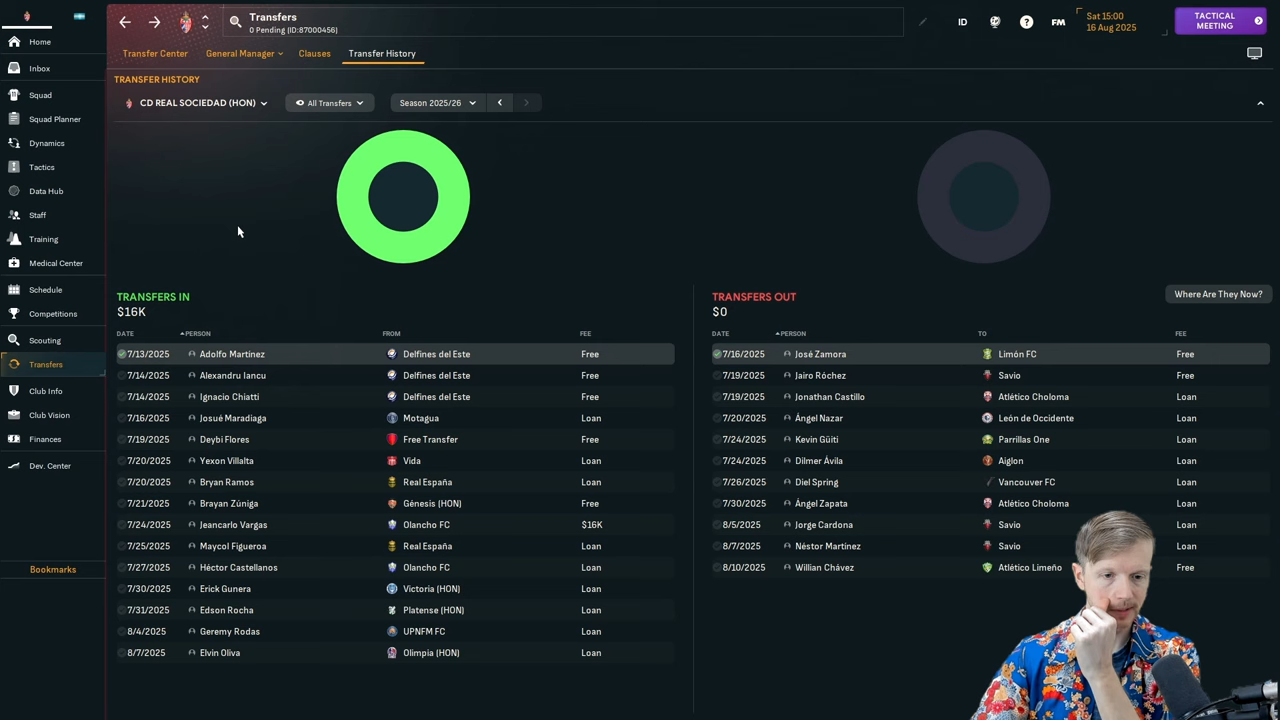 Transfers
0 Pending (ID:87000456)
ID
FM
Sat 15:00
16 Aug 2025
TACTICAL
MEETING
Home
Inbox
Squad
Squad Planner
Dynamics
Tactics
Data Hub
Staff
Training
Medical Center
Schedule
Competitions
Scouting
Transfers
Club Info
Club Vision
Finances
Dev. Center
Bookmarks
Transfer Center General Manager Clauses Transfer History
TRANSFER HISTORY
CD REAL SOCIEDAD (HON) All Transfers Season 2025/26
TRANSFERS IN
$16K
DATE PERSON FROM FEE
7/13/2025 Adolfo Martínez Delfines del Este Free
7/14/2025 Alexandru Iancu Delfines del Este Free
7/14/2025 Ignacio Chiatti Delfines del Este Free
7/16/2025 Josué Maradiaga Motagua Loan
7/19/2025 Deybi Flores Free Transfer Free
7/20/2025 Yexon Villalta Vida Loan
7/20/2025 Bryan Ramos Real España Loan
7/21/2025 Brayan Zúniga Génesis (HON) Free
7/24/2025 Jeancarlo Vargas Olancho FC $16K
7/25/2025 Maycol Figueroa Real España Loan
7/27/2025 Héctor Castellanos Olancho FC Loan
7/30/2025 Erick Gunera Victoria (HON) Loan
7/31/2025 Edson Rocha Platense (HON) Loan
8/4/2025 Geremy Rodas UPNFM FC Loan
8/7/2025 Elvin Oliva Olimpia (HON) Loan
TRANSFERS OUT
$0
Where Are They Now?
DATE PERSON TO FEE
7/16/2025 José Zamora Limón FC Free
7/19/2025 Jairo Róchez Savio Free
7/19/2025 Jonathan Castillo Atlético Choloma Loan
7/20/2025 Ángel Nazar León de Occidente Loan
7/24/2025 Kevin Güiti Parrillas One Loan
7/24/2025 Dilmer Ávila Aiglon Loan
7/26/2025 Diel Spring Vancouver FC Loan
7/30/2025 Ángel Zapata Atlético Choloma Loan
8/5/2025 Jorge Cardona Savio Loan
8/7/2025 Néstor Martínez Savio Loan
8/10/2025 Willian Chávez Atlético Limeño Free